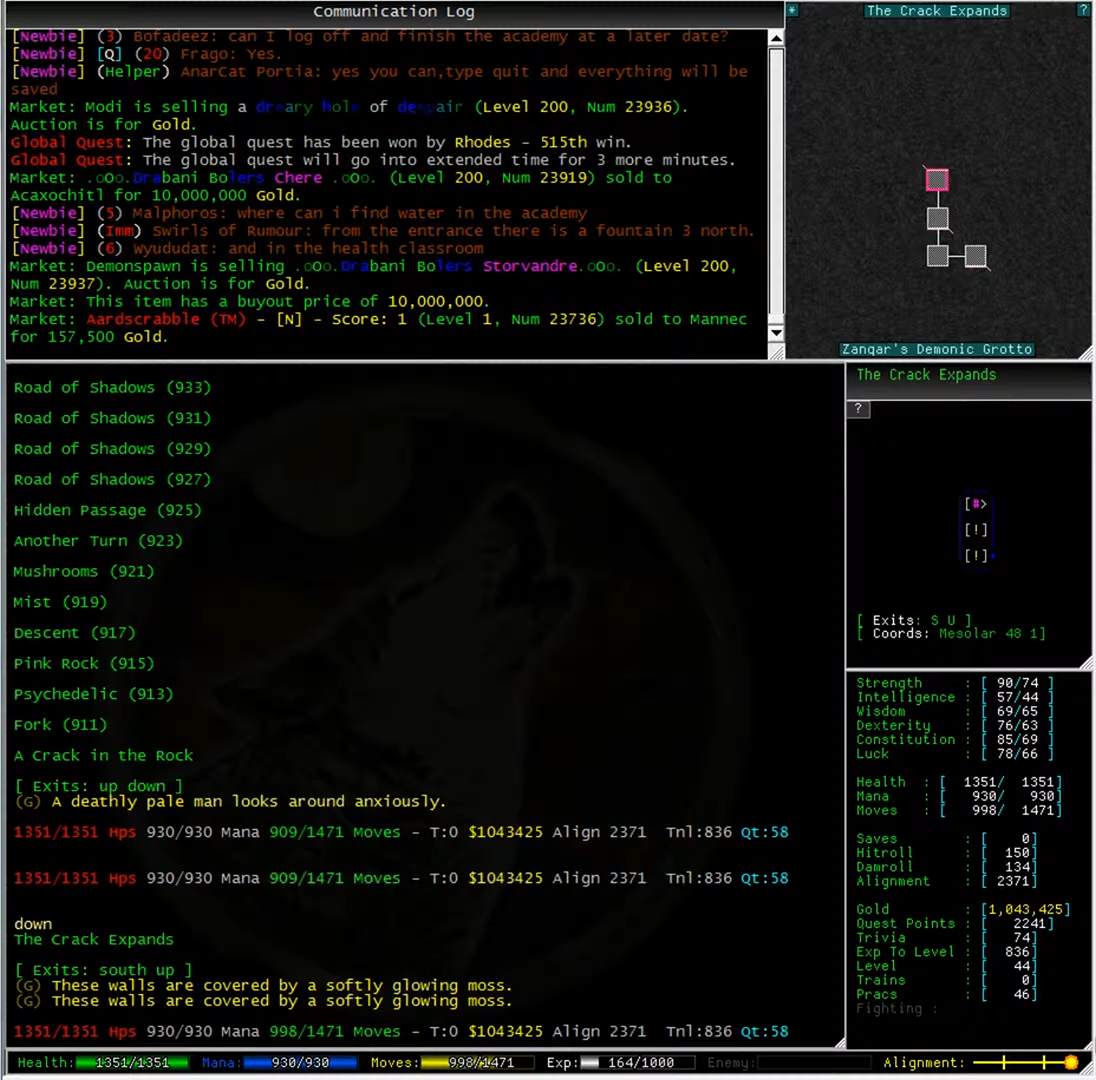 Communication Log
[Newbie] (3) Bofadeez: can I log off and finish the academy at a later date?
[Newbie] [Q] (20) Frago: Yes.
[Newbie] (Helper) AnarCat Portia: yes you can,type quit and everything will be
saved
Market: Modi is selling a dreary hole of despair (Level 200, Num 23936).
Auction is for Gold.
Global Quest: The global quest has been won by Rhodes - 515th win.
Global Quest: The global quest will go into extended time for 3 more minutes.
Market: .oOo.Drabani Bolers Chere .oOo. (Level 200, Num 23919) sold to
Acaxochitl for 10,000,000 Gold.
[Newbie] (5) Malphoros: where can i find water in the academy
[Newbie] (Imm) Swirls of Rumour: from the entrance there is a fountain 3 north.
[Newbie] (6) Wyududat: and in the health classroom
Market: Demonspawn is selling .oOo.Drabani Bolers Storvandre.oOo. (Level 200,
Num 23937). Auction is for Gold.
Market: This item has a buyout price of 10,000,000.
Market: Aardscrabble (TM) - [N] - Score: 1 (Level 1, Num 23736) sold to Mannec
for 157,500 Gold.
* The Crack Expands ?
Zangar's Demonic Grotto
Road of Shadows (933)
Road of Shadows (931)
Road of Shadows (929)
Road of Shadows (927)
Hidden Passage (925)
Another Turn (923)
Mushrooms (921)
Mist (919)
Descent (917)
Pink Rock (915)
Psychedelic (913)
Fork (911)
A Crack in the Rock
[ Exits: up down ]
(G) A deathly pale man looks around anxiously.
1351/1351 Hps 930/930 Mana 909/1471 Moves - T:0 $1043425 Align 2371 Tnl:836 Qt:58
1351/1351 Hps 930/930 Mana 909/1471 Moves - T:0 $1043425 Align 2371 Tnl:836 Qt:58
down
The Crack Expands
[ Exits: south up ]
(G) These walls are covered by a softly glowing moss.
(G) These walls are covered by a softly glowing moss.
1351/1351 Hps 930/930 Mana 998/1471 Moves - T:0 $1043425 Align 2371 Tnl:836 Qt:58
The Crack Expands
?
[#>
[!]
[!]
[ Exits: S U ]
[ Coords: Mesolar 48 1]
Strength : [ 90/74 ]
Intelligence : [ 57/44 ]
Wisdom : [ 69/65 ]
Dexterity : [ 76/63 ]
Constitution : [ 85/69 ]
Luck : [ 78/66 ]
Health : [ 1351/ 1351]
Mana : [ 930/ 930]
Moves : [ 998/ 1471]
Saves : [ 0]
Hitroll : [ 150]
Damroll : [ 134]
Alignment : [ 2371]
Gold : [1,043,425]
Quest Points : [ 2241]
Trivia : [ 74]
Exp To Level : [ 836]
Level : [ 44]
Trains : [ 0]
Pracs : [ 46]
Fighting :
Health: 1351/1351 Mana: 930/930 Moves: 998/1471 Exp: 164/1000 Enemy: Alignment: